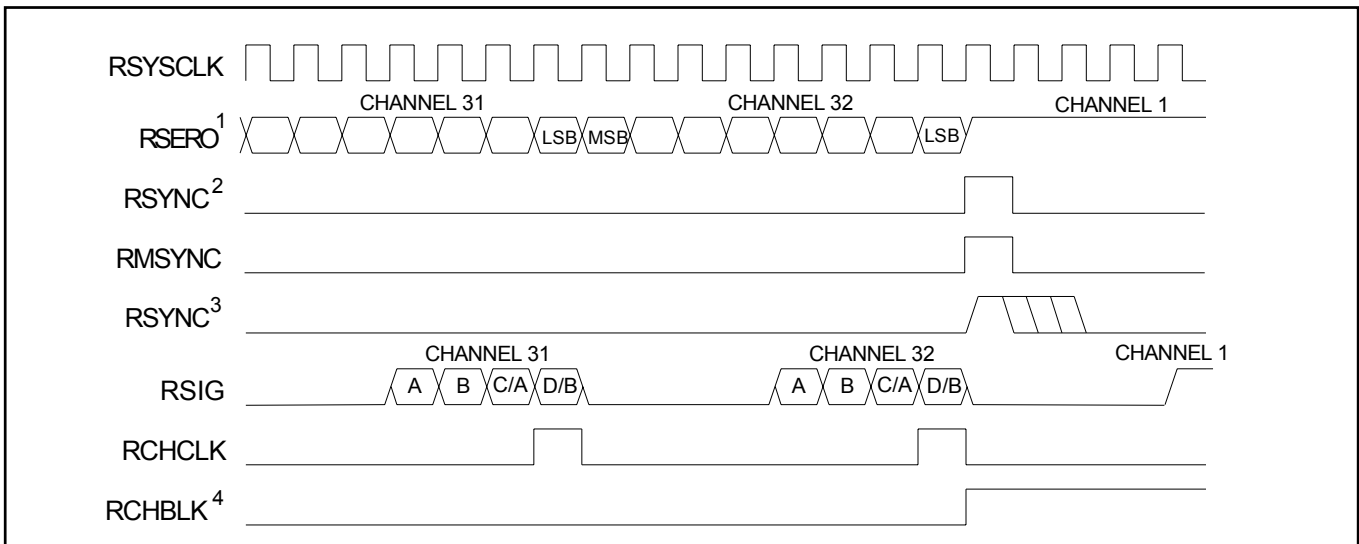 RSYSCLK
CHANNEL 31 CHANNEL 32 CHANNEL 1
RSERO1 LSB MSB LSB
RSYNC2
RMSYNC
RSYNC3
CHANNEL 31 CHANNEL 32 CHANNEL 1
RSIG A B C/A D/B A B C/A D/B
RCHCLK
RCHBLK4